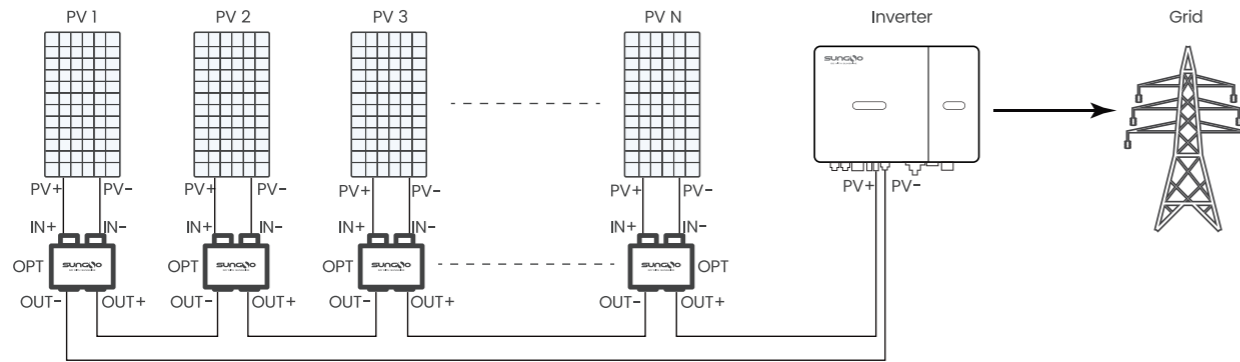 PV 1 PV 2 PV 3 PV N Inverter Grid
PV+ PV- PV+ PV- PV+ PV- PV+ PV- PV+ PV-
IN+ IN- IN+ IN- IN+ IN- IN+ IN-
OPT OPT OPT OPT
OUT- OUT+ OUT- OUT+ OUT- OUT+ OUT- OUT+